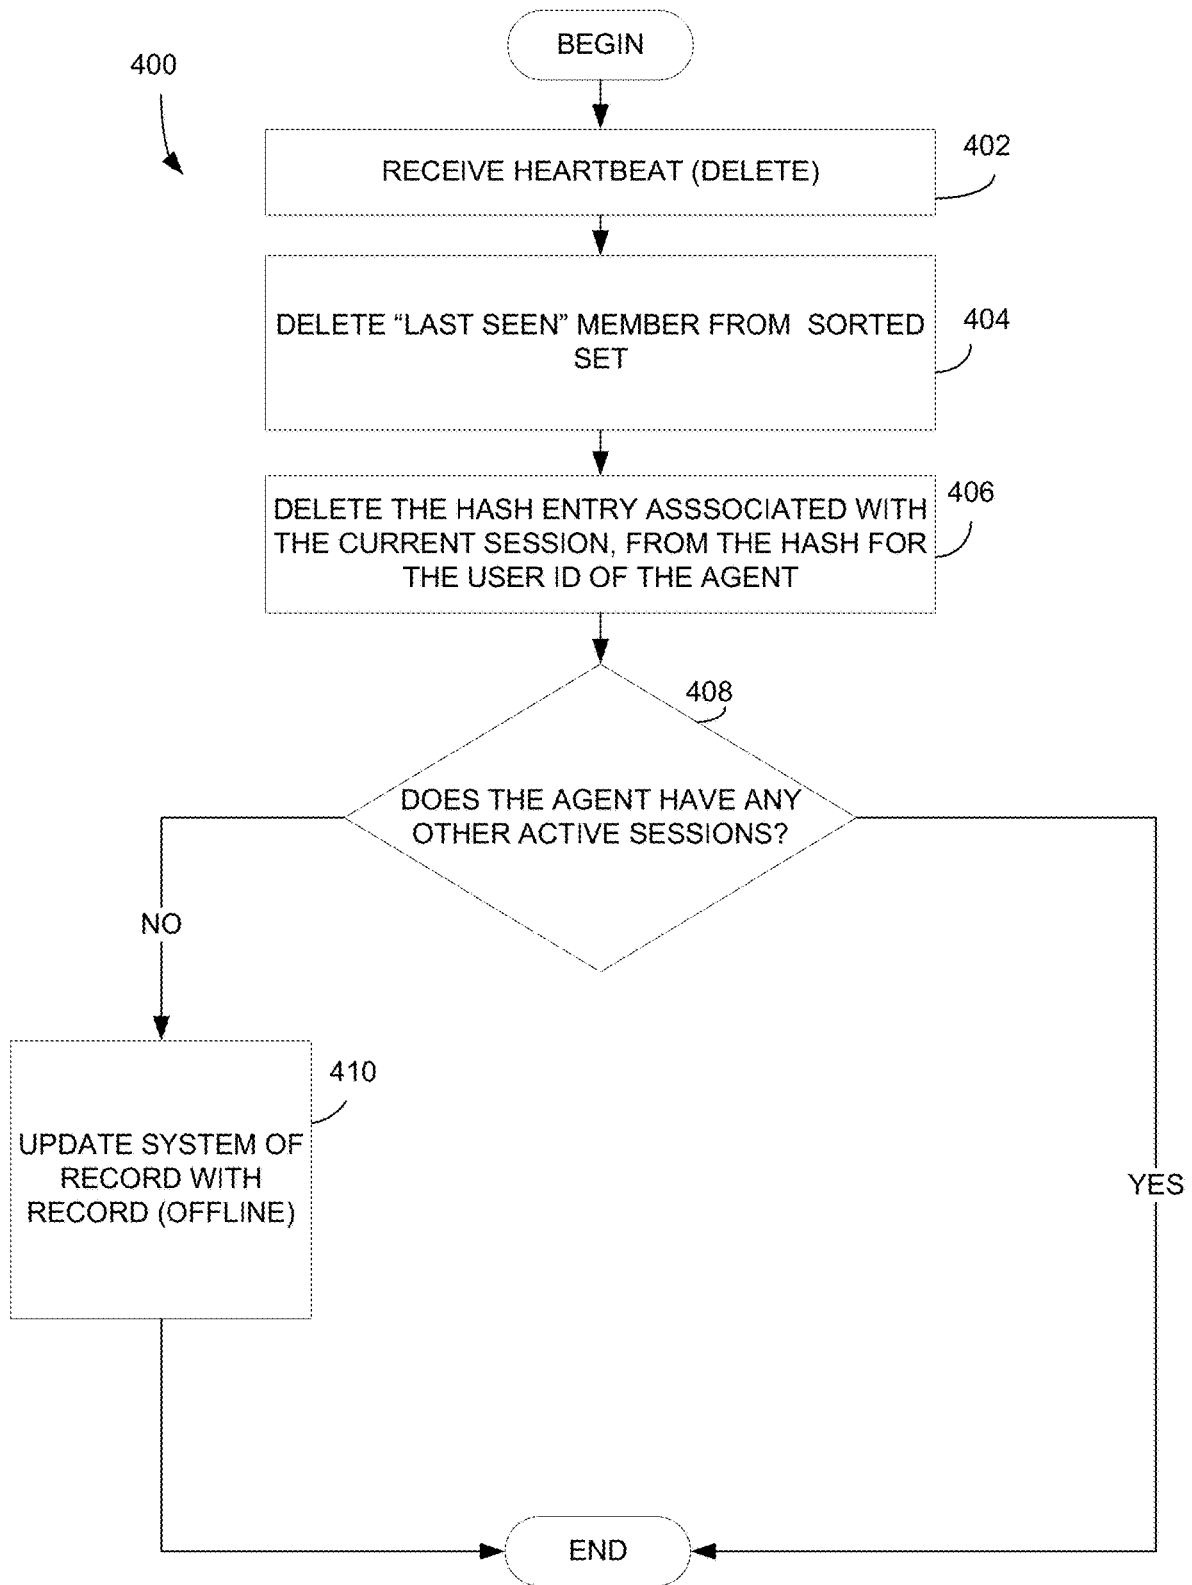 BEGIN
400
402
RECEIVE HEARTBEAT (DELETE)
404
DELETE “LAST SEEN” MEMBER FROM SORTED
SET
406
DELETE THE HASH ENTRY ASSSOCIATED WITH
THE CURRENT SESSION, FROM THE HASH FOR
THE USER ID OF THE AGENT
408
DOES THE AGENT HAVE ANY
OTHER ACTIVE SESSIONS?
NO
410
UPDATE SYSTEM OF
RECORD WITH
RECORD (OFFLINE)
YES
END